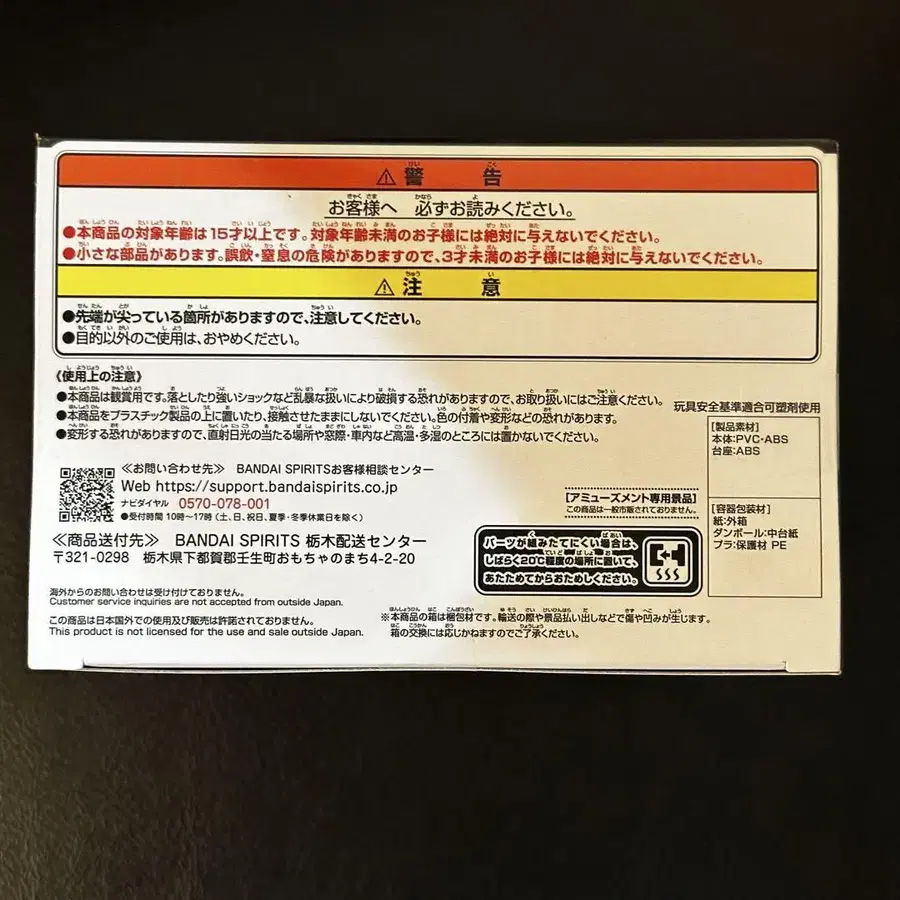 ⚠警告
お客様へ 必ずお読みください。
●本商品の対象年齢は15才以上です。対象年齢未満のお子様には絶対に与えないでください。
●小さな部品があります。誤飲・窒息の危険がありますので、3才未満のお子様には絶対に与えないでください。
⚠注意
●先端が尖っている箇所がありますので、注意してください。
●目的以外のご使用は、おやめください。
《使用上の注意》
●本商品は観賞用です。落としたり強いショックなど乱暴な扱いにより破損する恐れがありますので、お取り扱いにはご注意ください。
●本商品をプラスチック製品の上に置いたり、接触させたままにしないでください。色の付着や変形などの恐れがあります。
●変形する恐れがありますので、直射日光の当たる場所や窓際・車内など高温・多湿のところには置かないでください。
玩具安全基準適合可塑剤使用
[製品素材]
本体:PVC・ABS
台座:ABS
[容器包装材]
紙:外箱
ダンボール:中台紙
プラ:保護材 PE
≪お問い合わせ先≫ BANDAI SPIRITSお客様相談センター
Web https://support.bandaispirits.co.jp
ナビダイヤル 0570-078-001
●受付時間 10時〜17時(土、日、祝日、夏季・冬季休業日を除く)
≪商品送付先≫ BANDAI SPIRITS 栃木配送センター
〒321-0298 栃木県下都賀郡壬生町おもちゃのまち4-2-20
[アミューズメント専用景品]
この商品は一般市販されておりません。
パーツが組みたてにくい場合は、
しばらく20℃程度の場所に置いて、
あたためてからおためしください。
海外からのお問い合わせは受け付けておりません。
Customer service inquiries are not accepted from outside Japan.
この商品は日本国外での使用及び販売は許諾されておりません。
This product is not licensed for the use and sale outside Japan.
※本商品の箱は梱包材です。輸送の際や景品払い出しなどで傷や凹みが生じます。
箱の交換には応じかねますのでご了承ください。